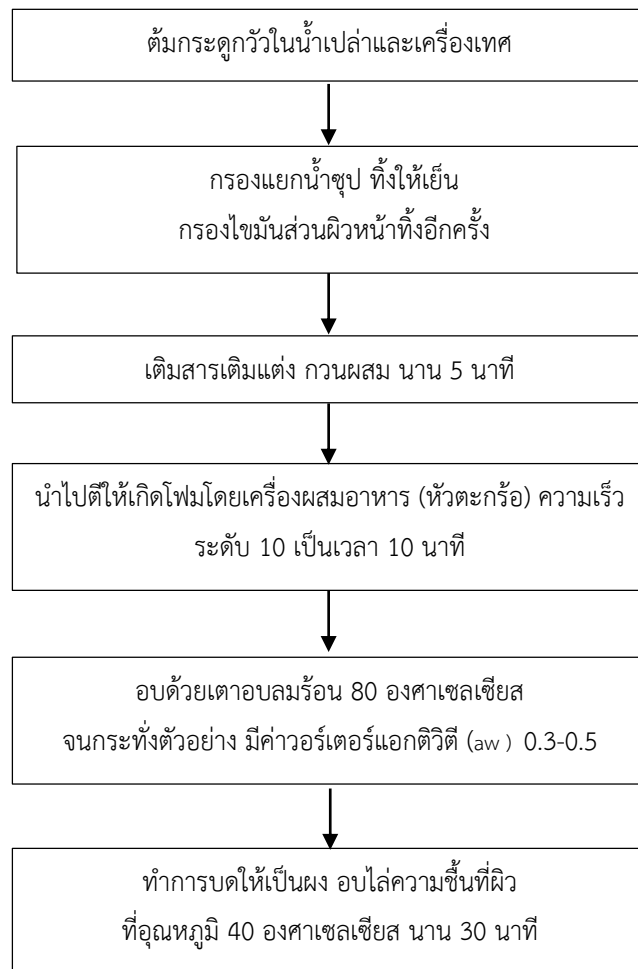 ต้มกระดูกวัวในน้ำเปล่าและเครื่องเทศ
กรองแยกน้ำซุป ทิ้งให้เย็น
กรองไขมันส่วนผิวหน้าทิ้งอีกครั้ง
เติมสารเติมแต่ง กวนผสม นาน 5 นาที
นำไปตีให้เกิดโฟมโดยเครื่องผสมอาหาร (หัวตะกร้อ) ความเร็ว
ระดับ 10 เป็นเวลา 10 นาที
อบด้วยเตาอบลมร้อน 80 องศาเซลเซียส
จนกระทั่งตัวอย่าง มีค่าวอร์เตอร์แอกติวิตี (aw ) 0.3-0.5
ทำการบดให้เป็นผง อบไล่ความชื้นที่ผิว
ที่อุณหภูมิ 40 องศาเซลเซียส นาน 30 นาที